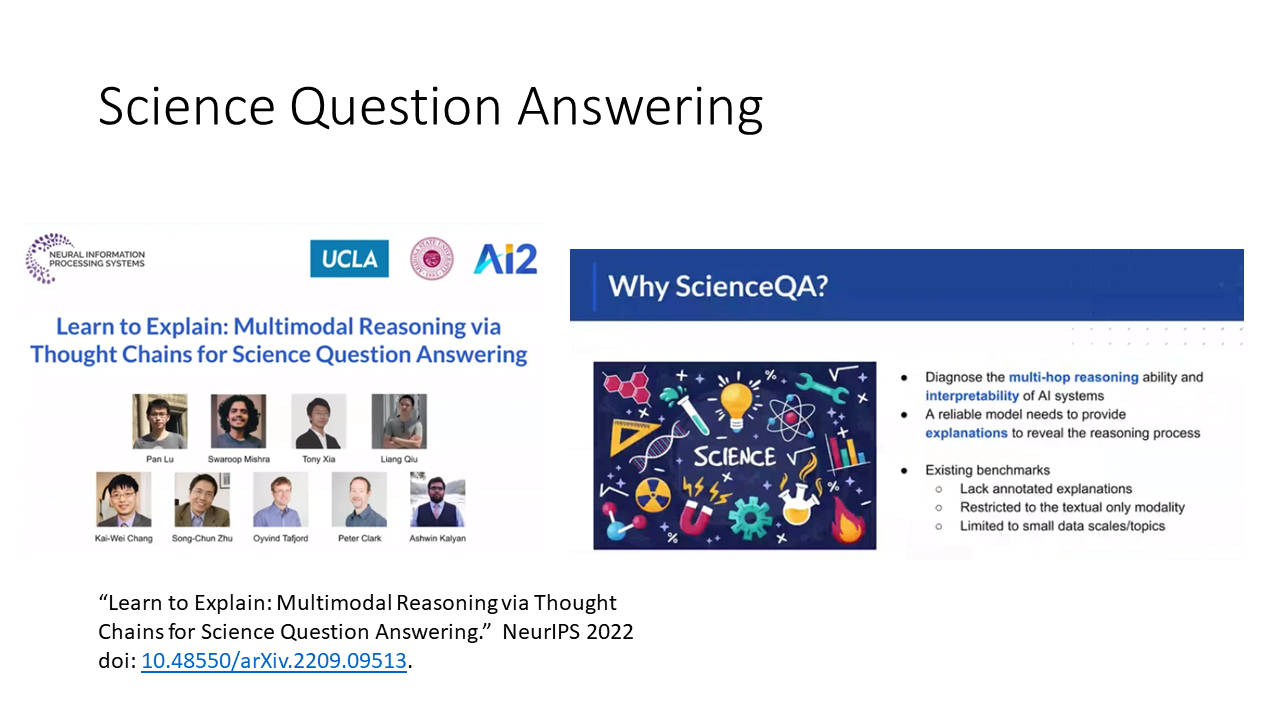 Science Question Answering
NEURAL INFORMATION
PROCESSING SYSTEMS
UCLA
ARIZONA STATE UNIVERSITY
1885
AI2
Learn to Explain: Multimodal Reasoning via
Thought Chains for Science Question Answering
Pan Lu
Swaroop Mishra
Tony Xia
Liang Qiu
Kai-Wei Chang
Song-Chun Zhu
Oyvind Tafjord
Peter Clark
Ashwin Kalyan
Why ScienceQA?
SCIENCE
● Diagnose the multi-hop reasoning ability and
interpretability of AI systems
● A reliable model needs to provide
explanations to reveal the reasoning process
● Existing benchmarks
○ Lack annotated explanations
○ Restricted to the textual only modality
○ Limited to small data scales/topics
“Learn to Explain: Multimodal Reasoning via Thought
Chains for Science Question Answering.” NeurIPS 2022
doi: 10.48550/arXiv.2209.09513.